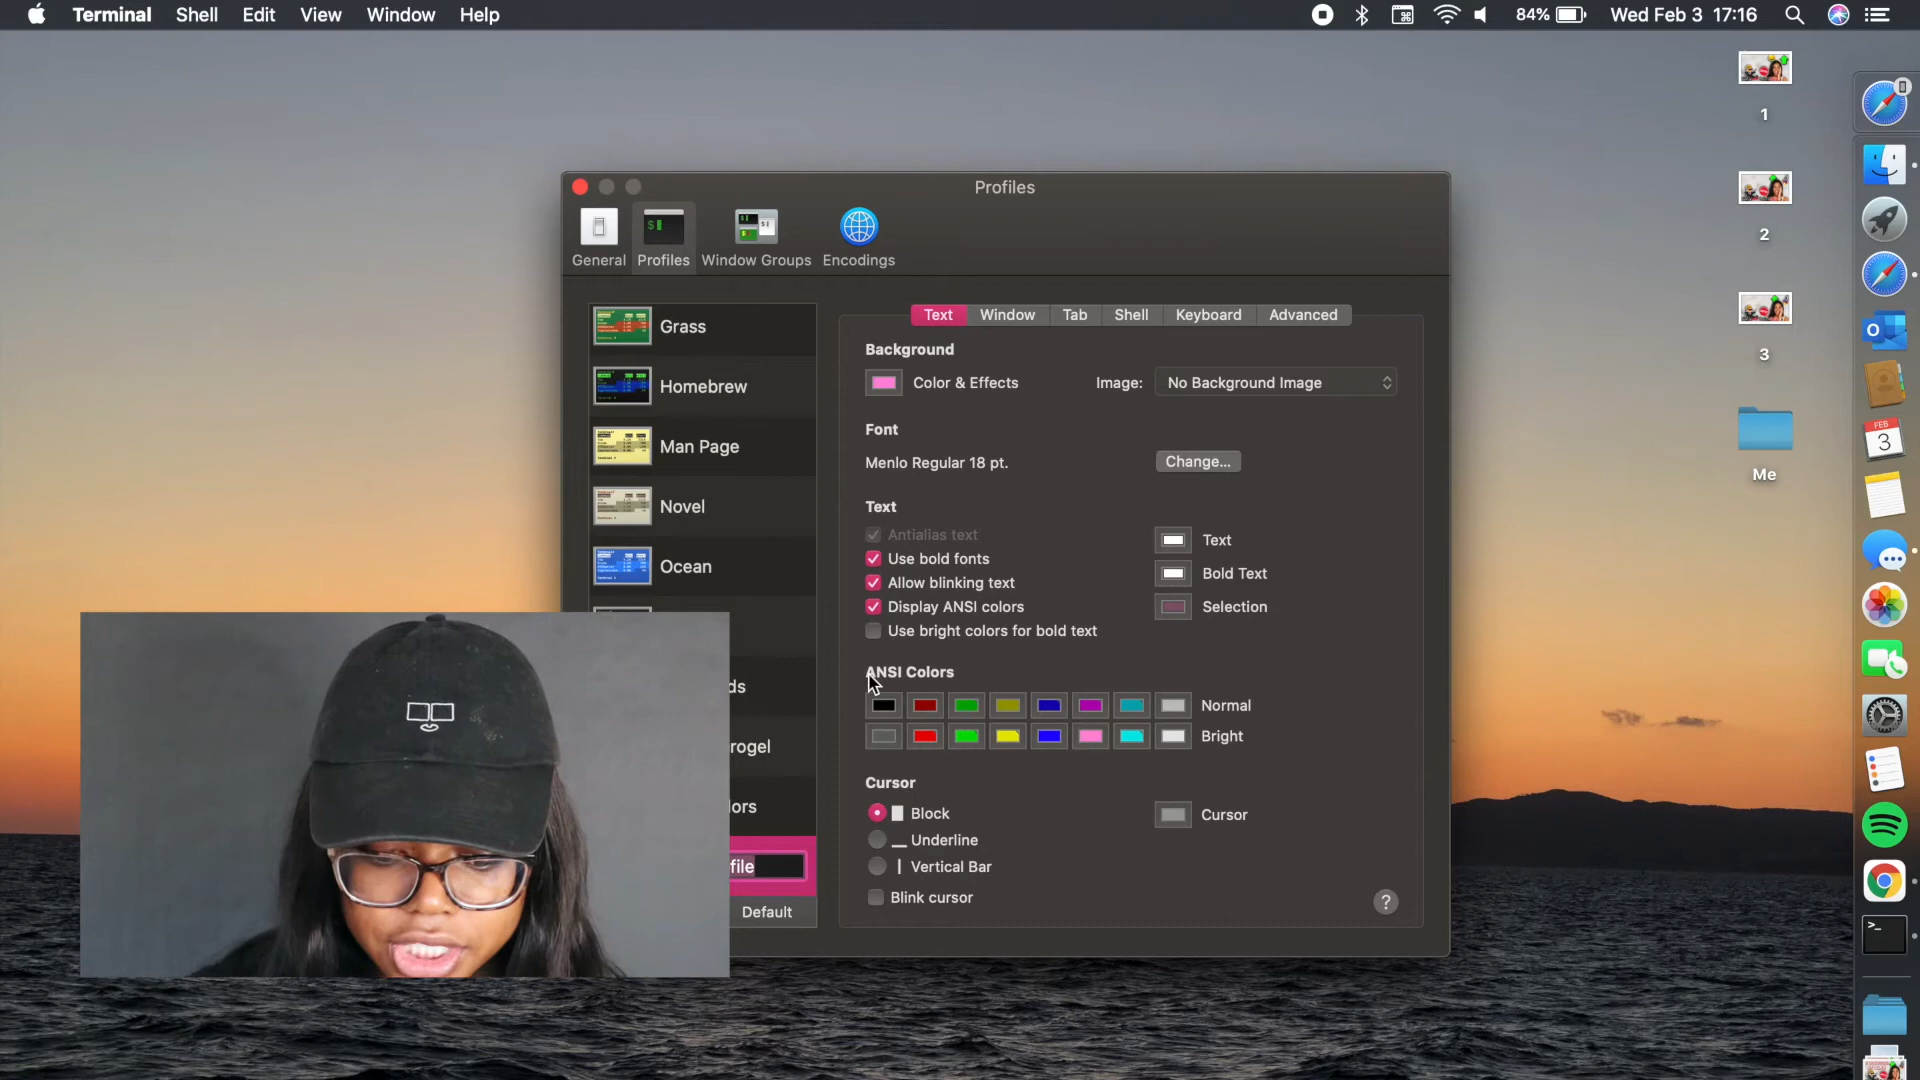 Terminal Shell Edit View Window Help 84% Wed Feb 3 17:16
1
2
3
Me
Profiles
General Profiles Window Groups Encodings
Grass
Homebrew
Man Page
Novel
Ocean
ds
rogel
ors
file
Default
Text Window Tab Shell Keyboard Advanced
Background
Color & Effects Image: No Background Image
Font
Menlo Regular 18 pt. Change...
Text
Antialias text
Use bold fonts
Allow blinking text
Display ANSI colors
Use bright colors for bold text
Text
Bold Text
Selection
ANSI Colors
Normal
Bright
Cursor
Block
Underline
Vertical Bar
Blink cursor
Cursor
?
FEB
3